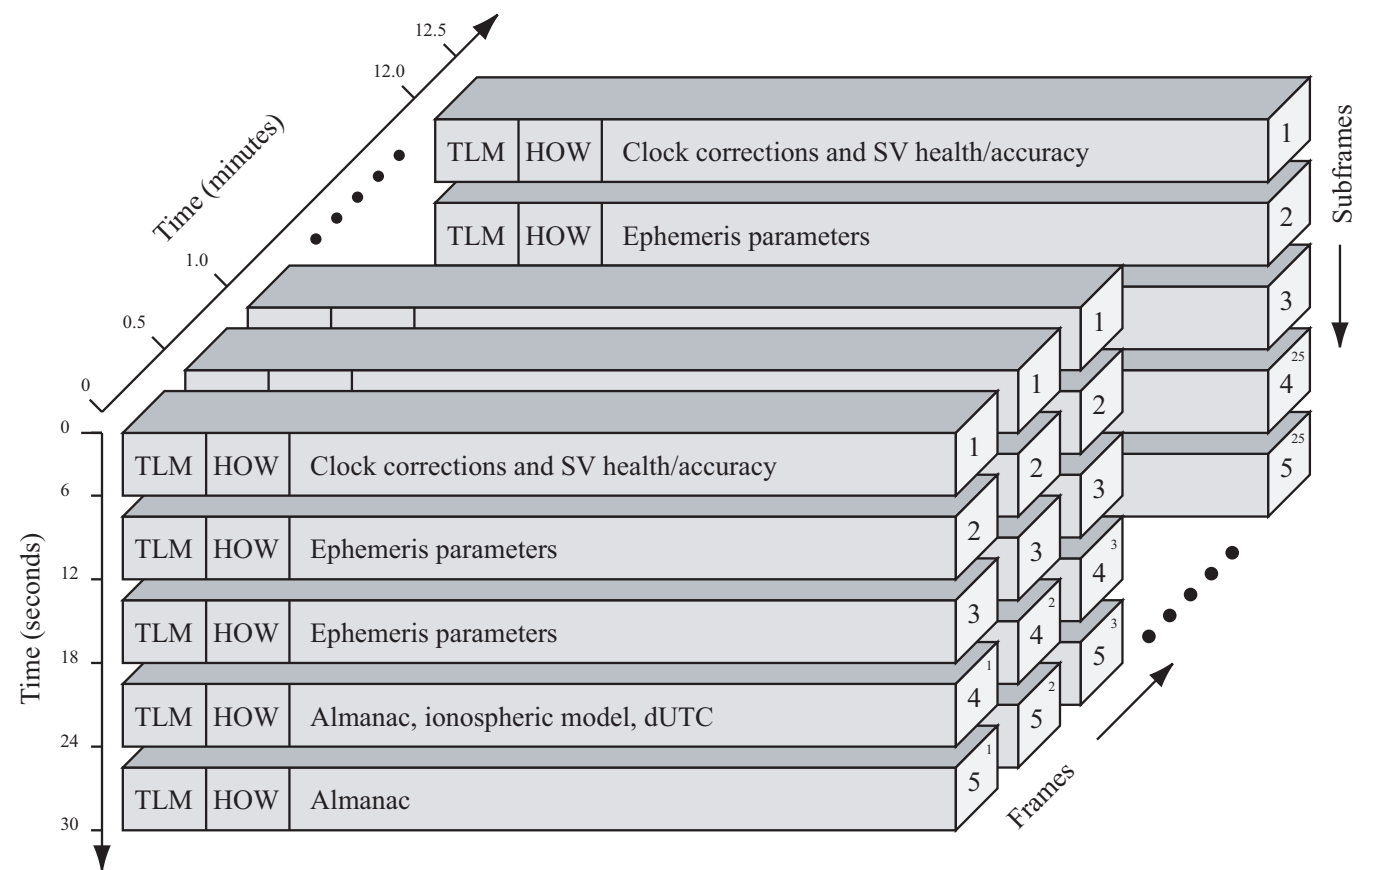 12.5
12.0
Time (minutes)
1.0
0.5
0
Subframes
TLM HOW Clock corrections and SV health/accuracy 1
TLM HOW Ephemeris parameters 2
3
25
4
25
5
1
2
3
3
4
3
5
1
2
3
2
4
2
5
Time (seconds)
0
6
12
18
24
30
TLM HOW Clock corrections and SV health/accuracy 1
TLM HOW Ephemeris parameters 2
TLM HOW Ephemeris parameters 3
1
TLM HOW Almanac, ionospheric model, dUTC 4
1
TLM HOW Almanac 5
Frames